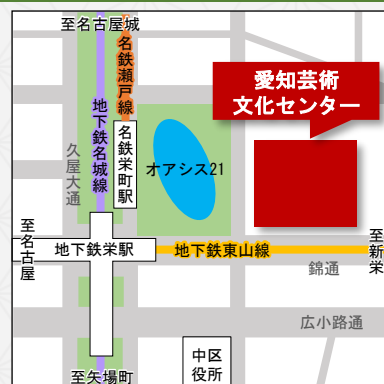 至名古屋城
名鉄瀬戸線
愛知芸術
文化センター
地下鉄名城線
名鉄栄町駅
久屋大通
オアシス21
至名古屋
地下鉄栄駅
地下鉄東山線
至新栄
錦通
広小路通
中区
役所
至矢場町